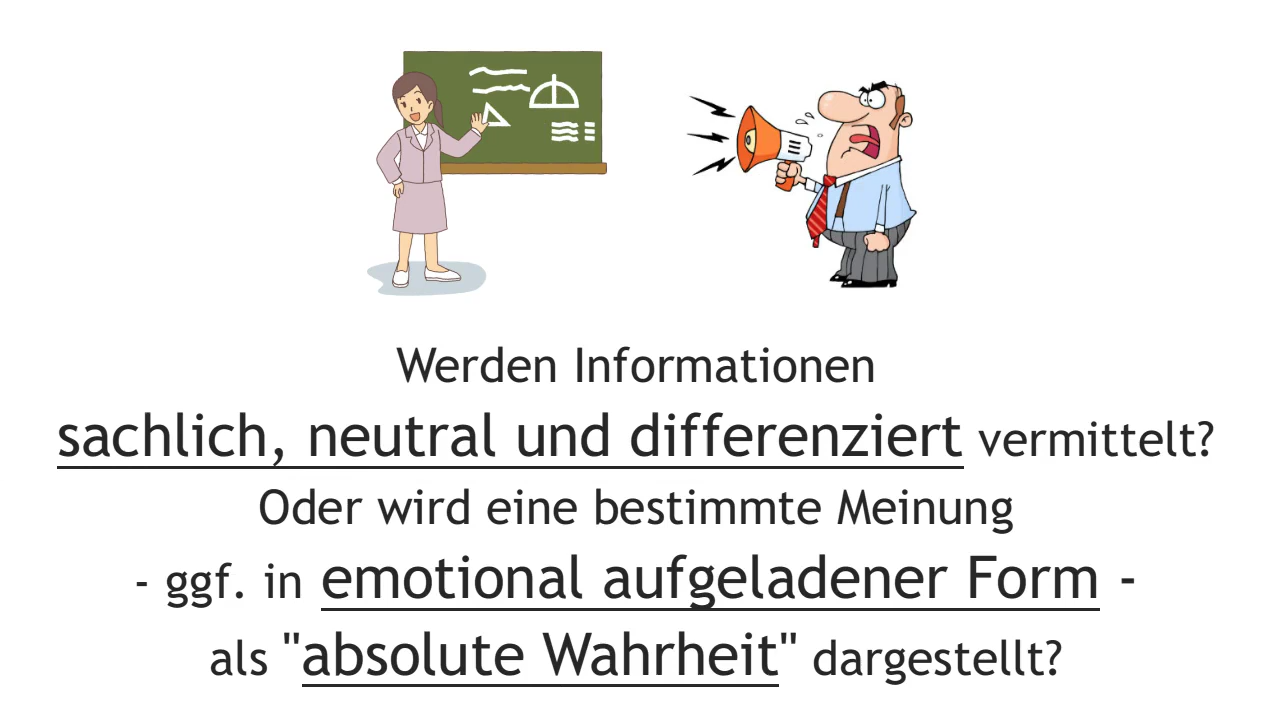 Werden Informationen
sachlich, neutral und differenziert vermittelt?
Oder wird eine bestimmte Meinung
- ggf. in emotional aufgeladener Form -
als "absolute Wahrheit" dargestellt?